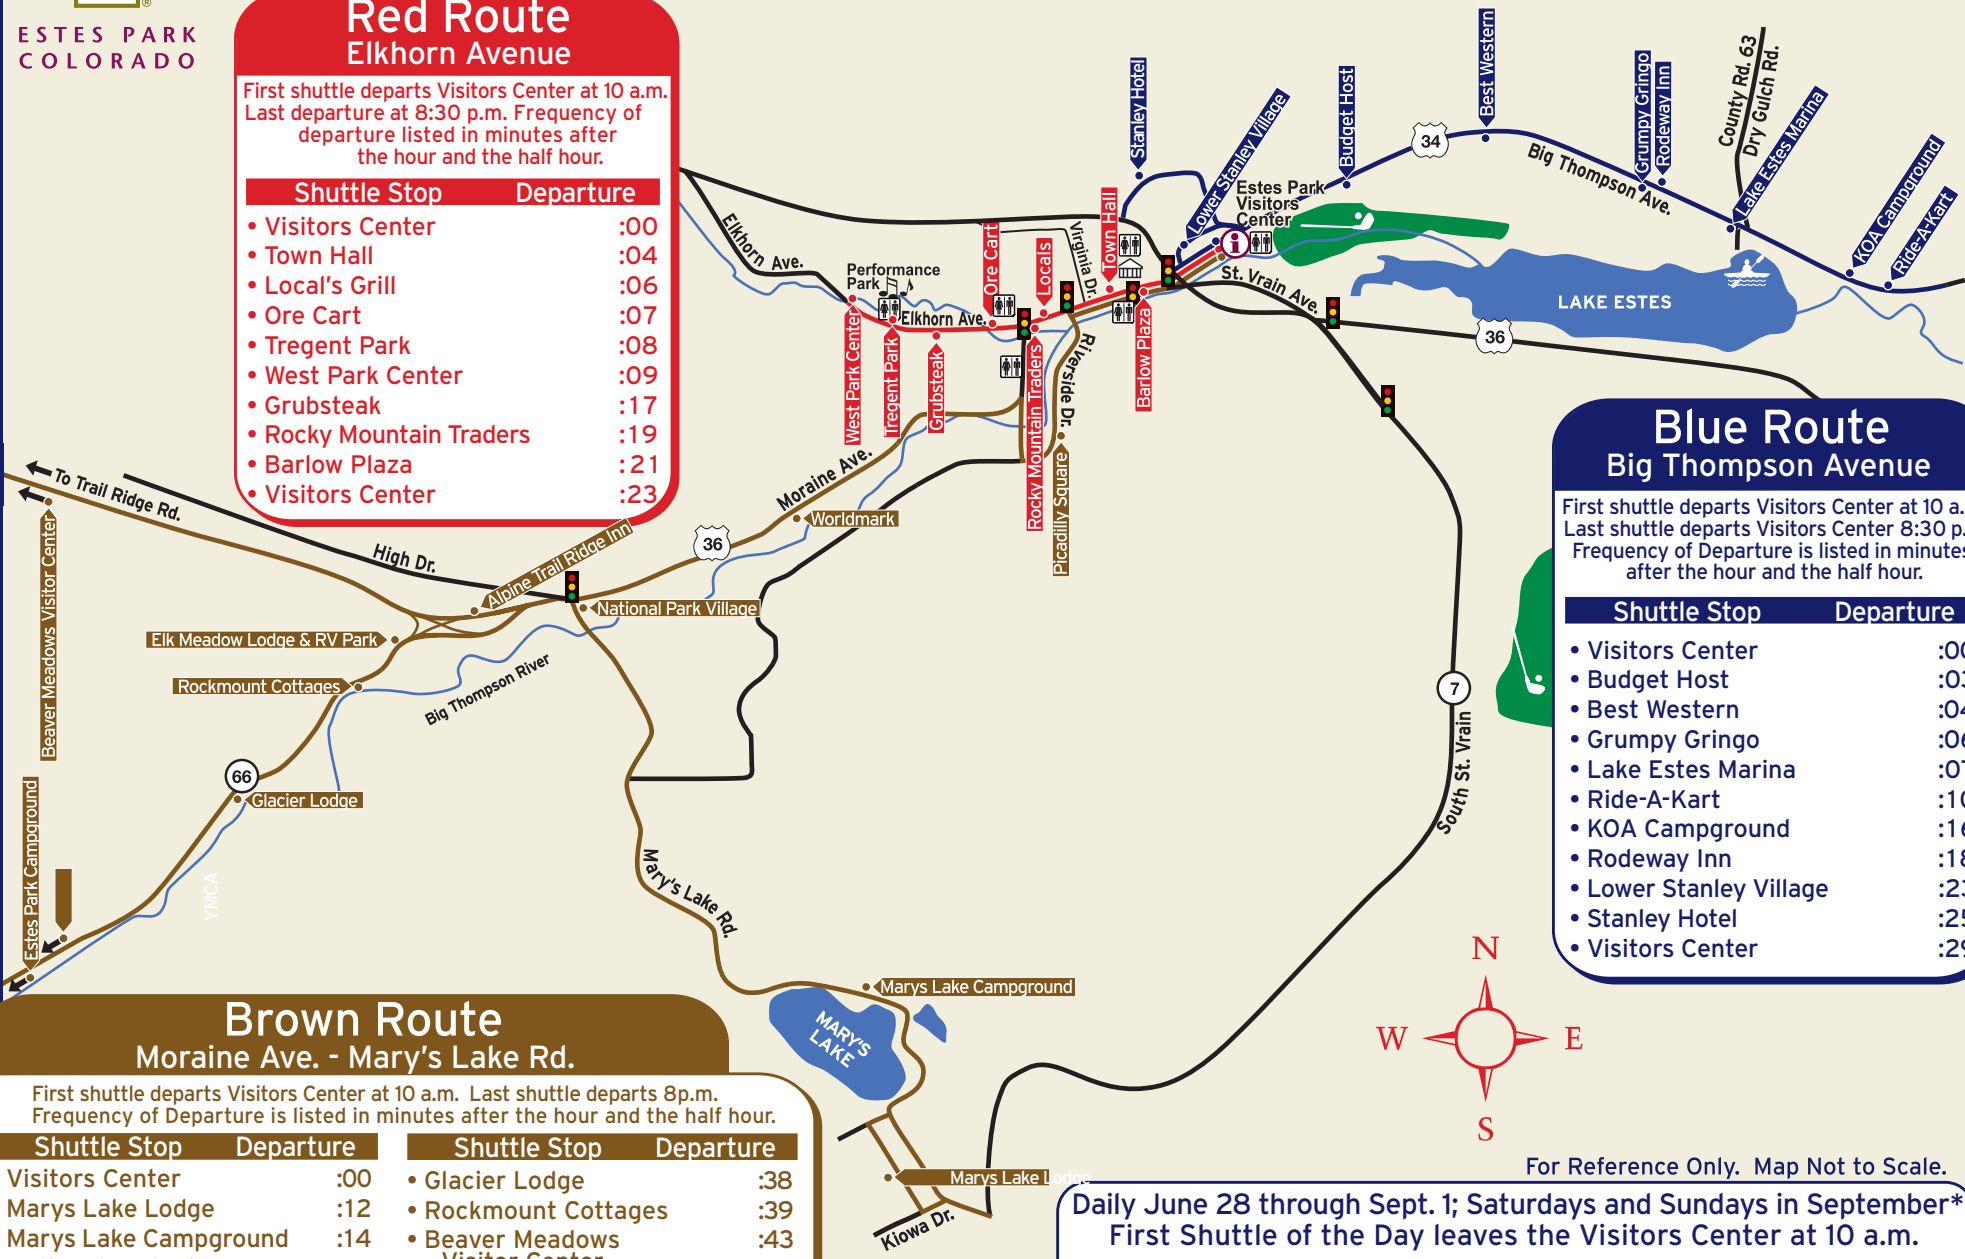 ®
ESTES PARK
COLORADO
Red Route
Elkhorn Avenue
First shuttle departs Visitors Center at 10 a.m.
Last departure at 8:30 p.m. Frequency of
departure listed in minutes after
the hour and the half hour.
Shuttle Stop Departure
• Visitors Center :00
• Town Hall :04
• Local's Grill :06
• Ore Cart :07
• Tregent Park :08
• West Park Center :09
• Grubsteak :17
• Rocky Mountain Traders :19
• Barlow Plaza :21
• Visitors Center :23
Stanley Hotel
Lower Stanley Village
Budget Host
Best Western
Grumpy Gringo
Rodeway Inn
County Rd. 63
Dry Gulch Rd.
Lake Estes Marina
KOA Campground
Ride-A-Kart
34
Big Thompson Ave.
Estes Park
Visitors
Center
i
Elkhorn Ave.
Performance
Park
Ore Cart
Locals
Virginia Dr.
Town Hall
St. Vrain Ave.
LAKE ESTES
36
Elkhorn Ave.
West Park Center
Tregent Park
Grubsteak
Rocky Mountain Traders
Riverside Dr.
Barlow Plaza
Picadilly Square
Moraine Ave.
Worldmark
36
To Trail Ridge Rd.
High Dr.
Beaver Meadows Visitor Center
Alpine Trail Ridge Inn
National Park Village
Elk Meadow Lodge & RV Park
Rockmount Cottages
Big Thompson River
66
Glacier Lodge
Estes Park Campground
YMCA
Mary's Lake Rd.
Marys Lake Campground
MARY'S
LAKE
Marys Lake Lodge
Kiowa Dr.
7
South St. Vrain
Blue Route
Big Thompson Avenue
First shuttle departs Visitors Center at 10 a.
Last shuttle departs Visitors Center 8:30 p.
Frequency of Departure is listed in minutes
after the hour and the half hour.
Shuttle Stop Departure
• Visitors Center :00
• Budget Host :03
• Best Western :04
• Grumpy Gringo :06
• Lake Estes Marina :07
• Ride-A-Kart :10
• KOA Campground :16
• Rodeway Inn :18
• Lower Stanley Village :23
• Stanley Hotel :25
• Visitors Center :29
N
W E
S
Brown Route
Moraine Ave. - Mary's Lake Rd.
First shuttle departs Visitors Center at 10 a.m. Last shuttle departs 8p.m.
Frequency of Departure is listed in minutes after the hour and the half hour.
Shuttle Stop Departure
Visitors Center :00
Marys Lake Lodge :12
Marys Lake Campground :14
Shuttle Stop Departure
• Glacier Lodge :38
• Rockmount Cottages :39
• Beaver Meadows :43
Visitor Center
For Reference Only. Map Not to Scale.
Daily June 28 through Sept. 1; Saturdays and Sundays in September*
First Shuttle of the Day leaves the Visitors Center at 10 a.m.